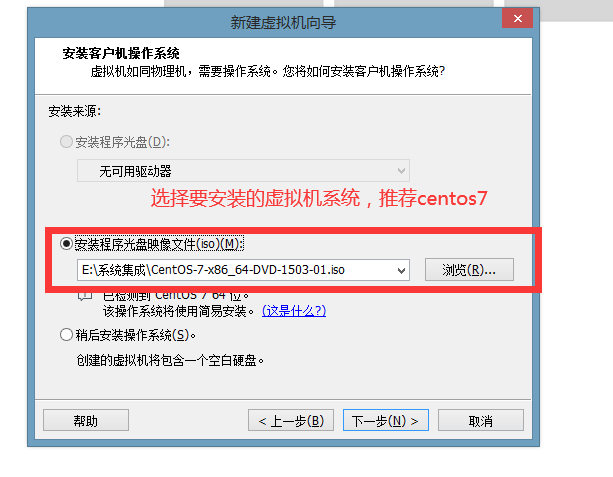 新建虚拟机向导
安装客户机操作系统
虚拟机如同物理机，需要操作系统。您将如何安装客户机操作系统?
安装来源:
安装程序光盘(D):
无可用驱动器
选择要安装的虚拟机系统，推荐centos7
安装程序光盘映像文件(iso)(M):
E:\系统集成\CentOS-7-x86_64-DVD-1503-01.iso
浏览(R)...
已检测到 CentOS 7 64 位。
该操作系统将使用简易安装。 (这是什么?)
稍后安装操作系统(S)。
创建的虚拟机将包含一个空白硬盘。
帮助
< 上一步(B)
下一步(N) >
取消